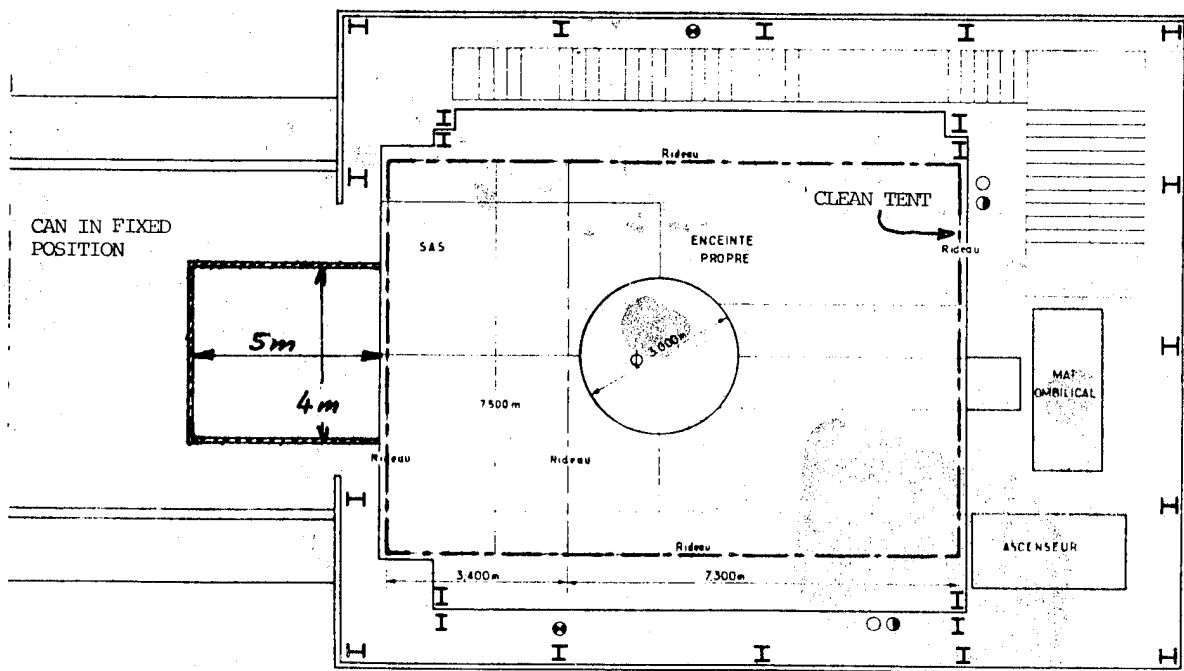 Rideau
CAN IN FIXED
POSITION
CLEAN TENT
SAS
ENCEINTE
PROPRE
Rideau
5m
Φ 3,000m
4m
7.500m
MAT
OMBILICAL
Rideau
Rideau
Rideau
ASCENSEUR
3,400m
7,300m